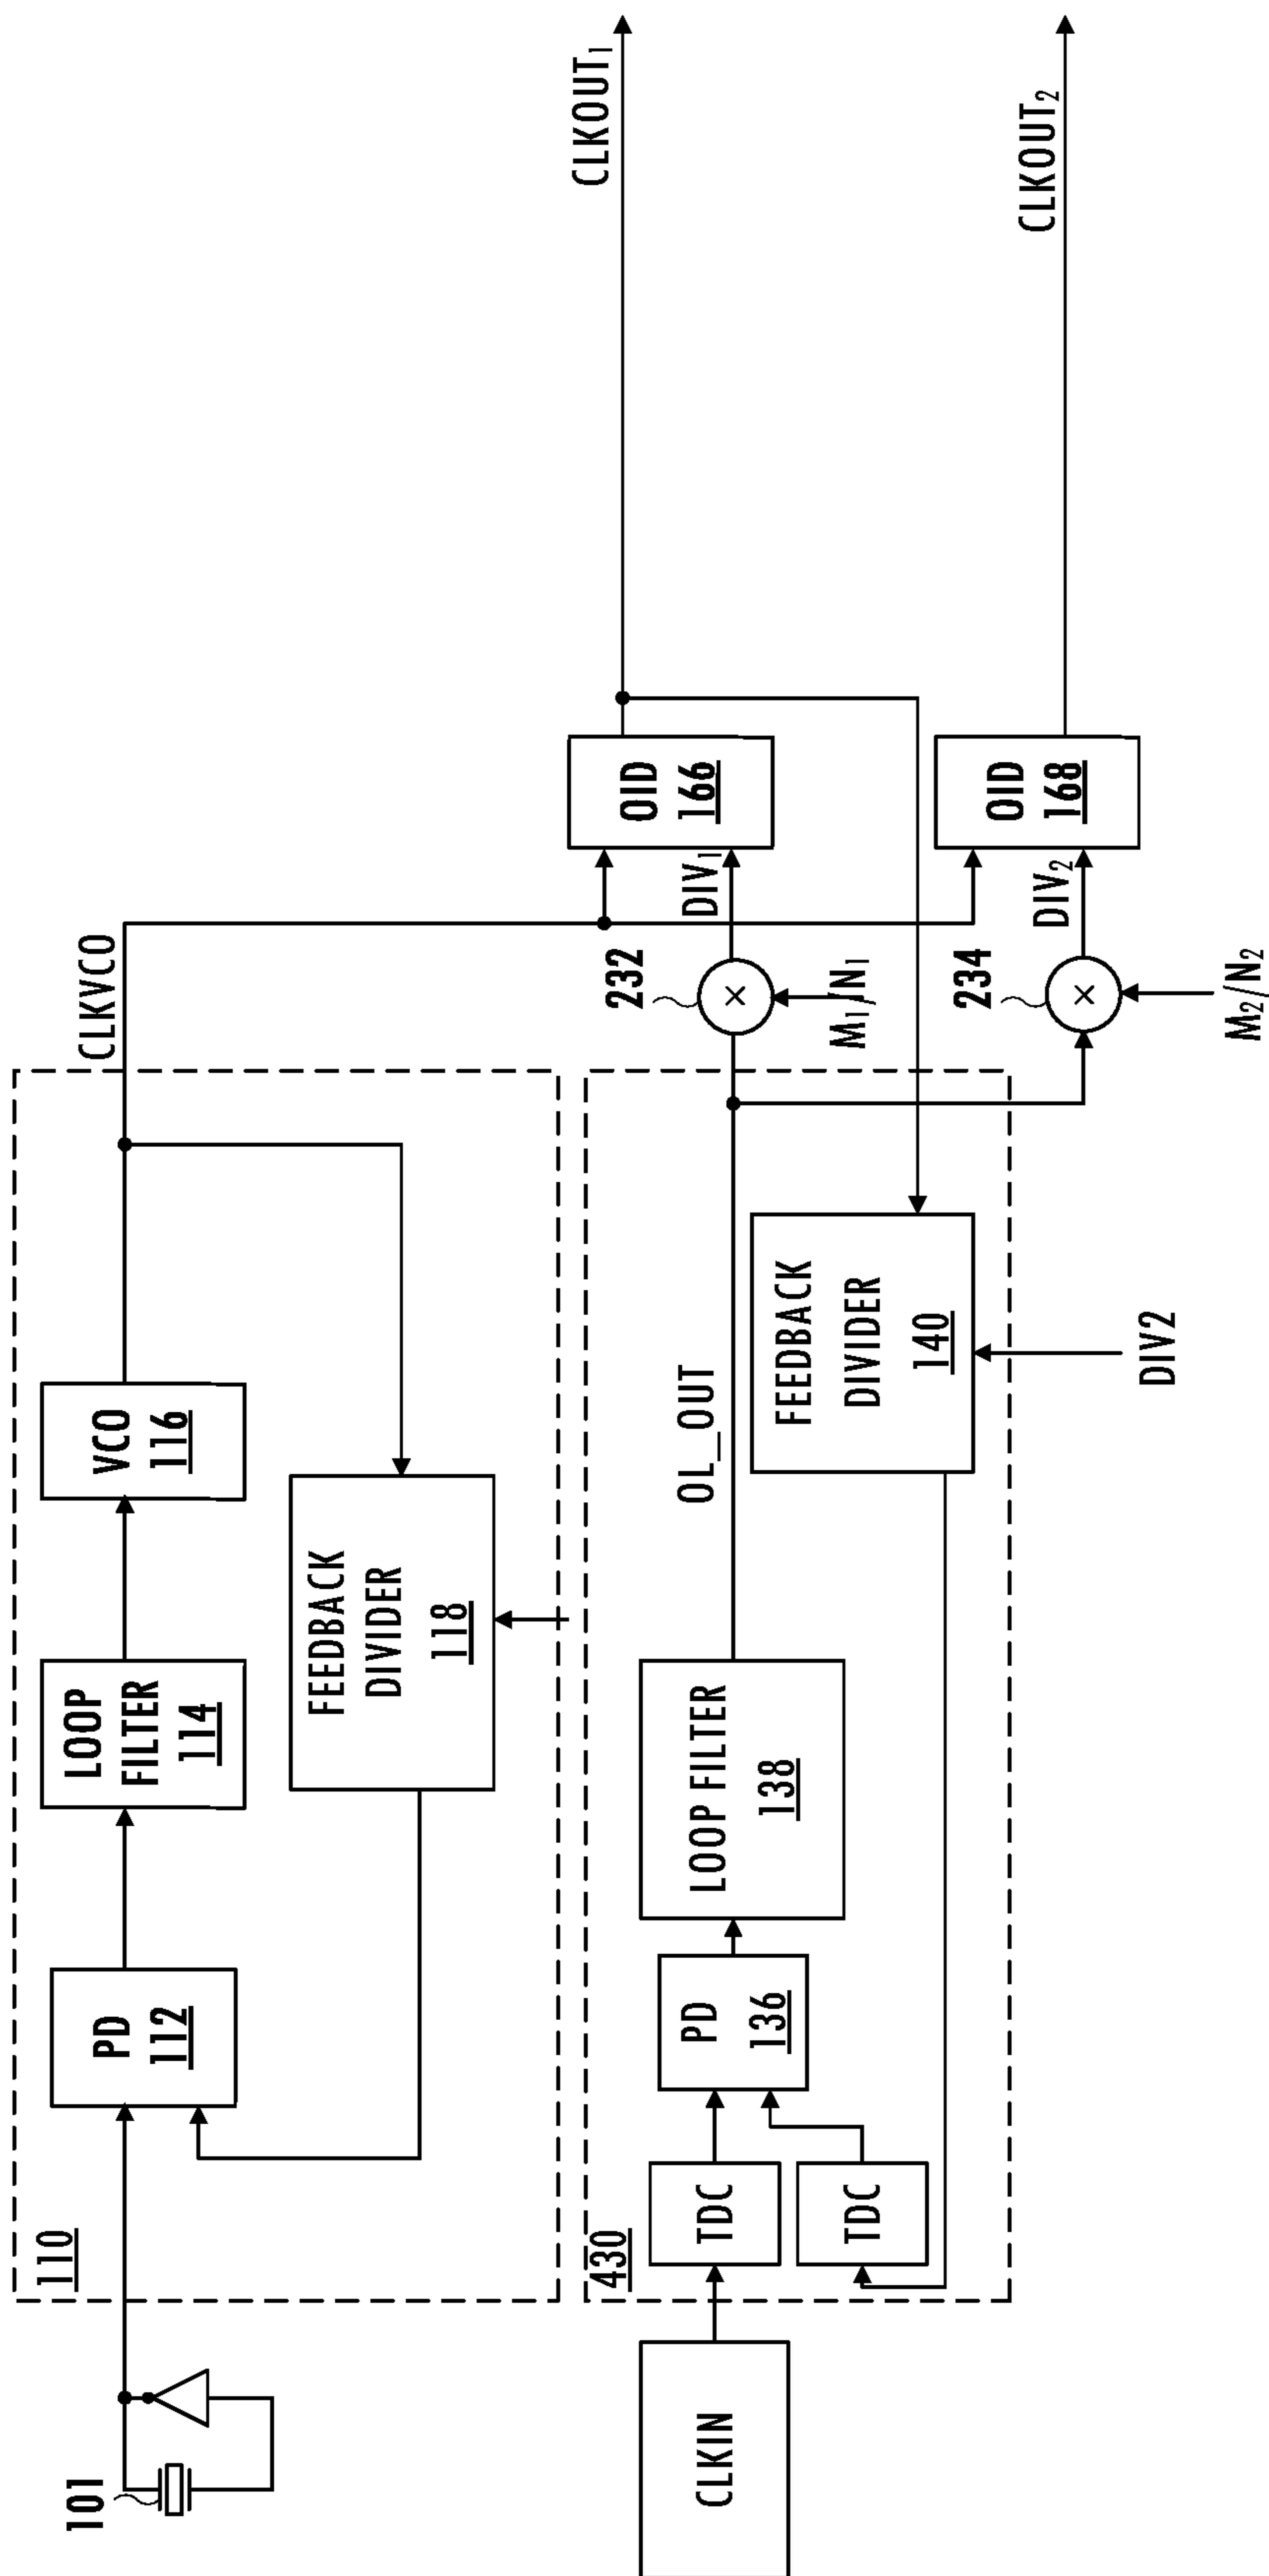 101
110
PD
112
LOOP
FILTER
114
VCO
116
CLKVCO
FEEDBACK
DIVIDER
118
CLKIN
430
TDC
TDC
PD
136
LOOP FILTER
138
OL_OUT
FEEDBACK
DIVIDER
140
DIV2
232
M₁/N₁
DIV₁
OID
166
CLKOUT₁
234
M₂/N₂
DIV₂
OID
168
CLKOUT₂